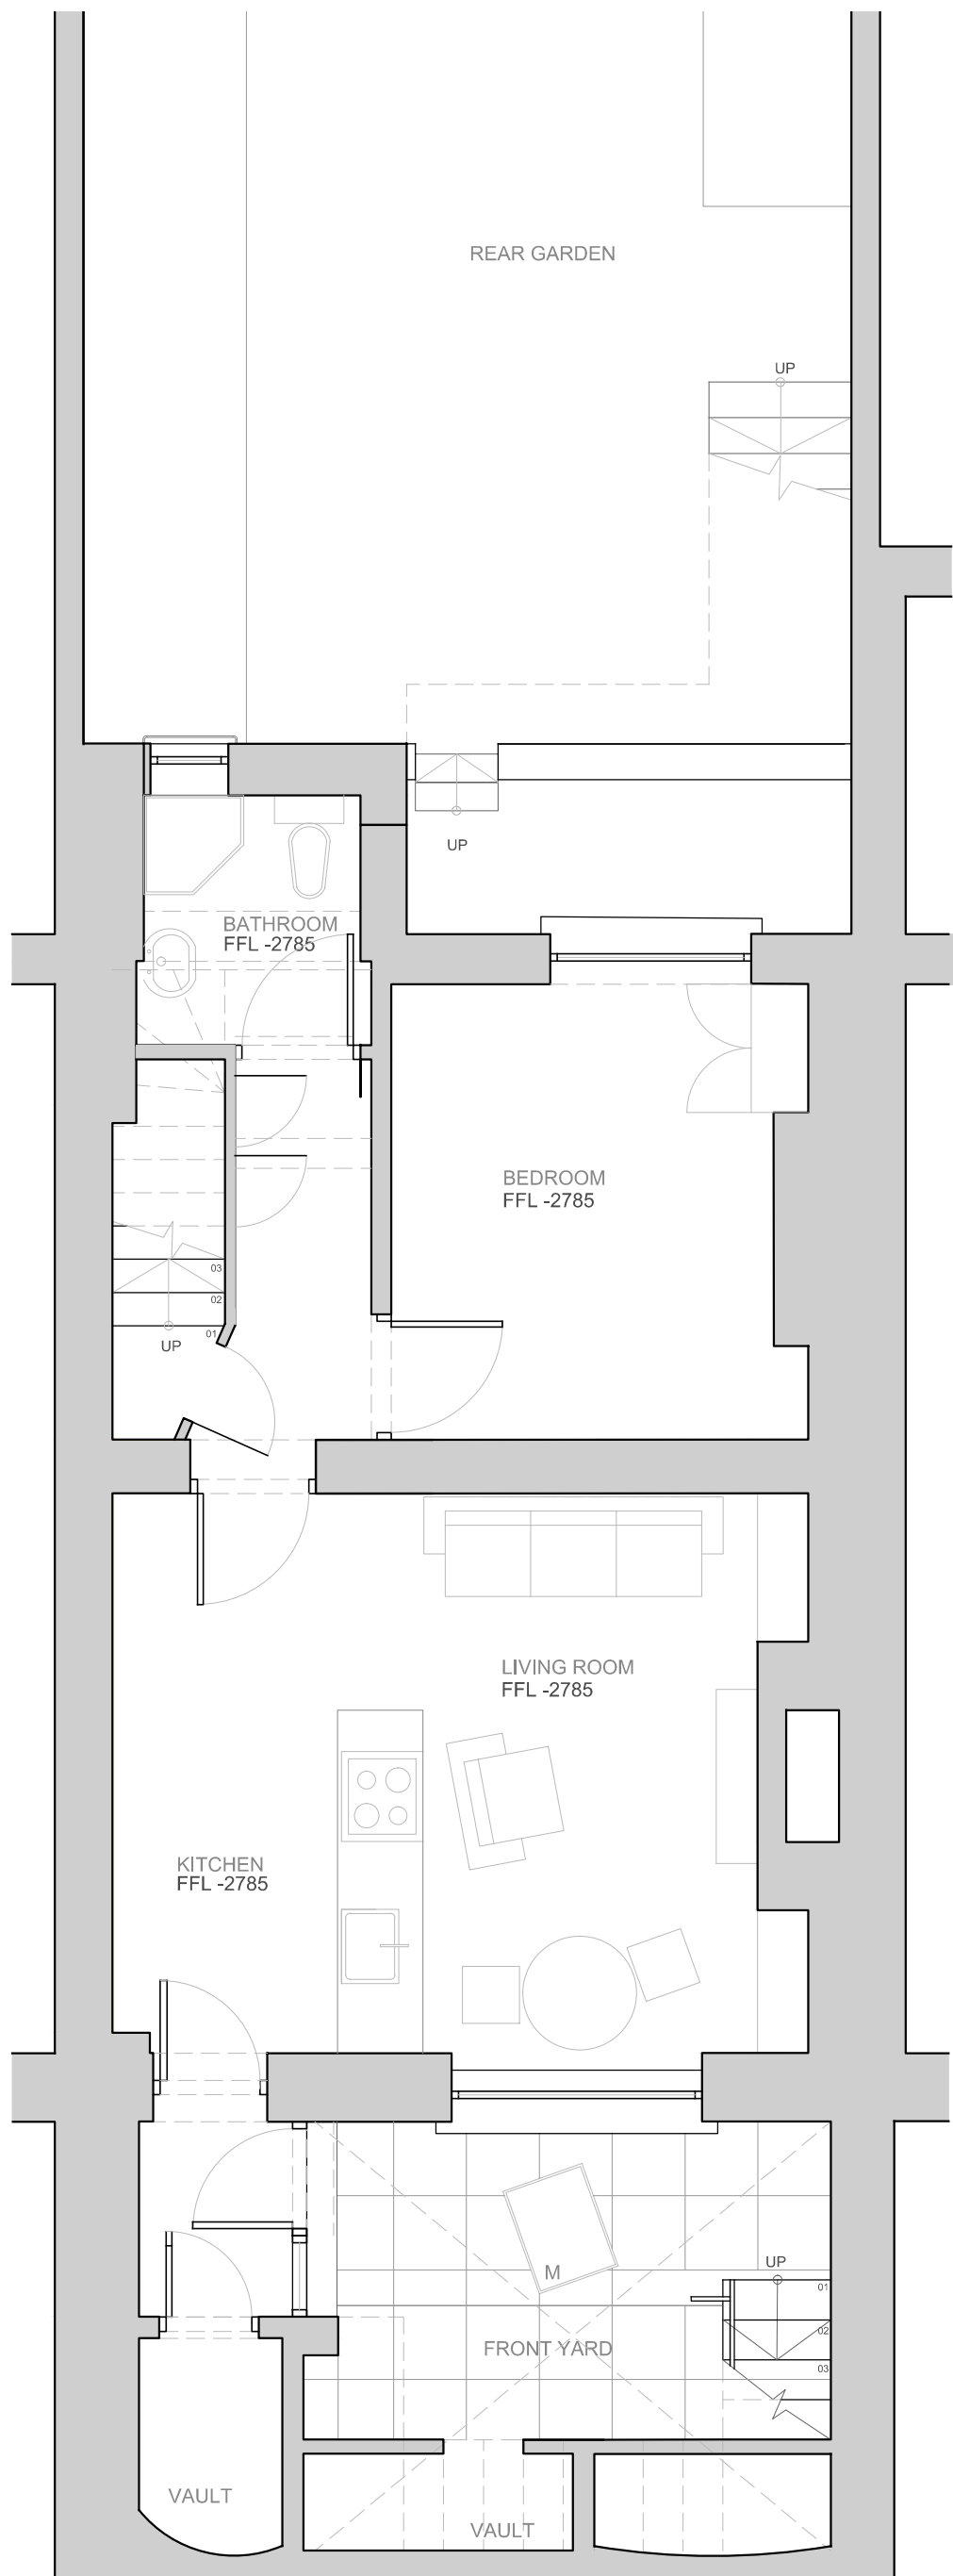 REAR GARDEN
UP
UP
BATHROOM
FFL -2785
BEDROOM
FFL -2785
03
02
01
UP
LIVING ROOM
FFL -2785
KITCHEN
FFL -2785
UP
01
M
02
FRONT YARD
03
VAULT
VAULT